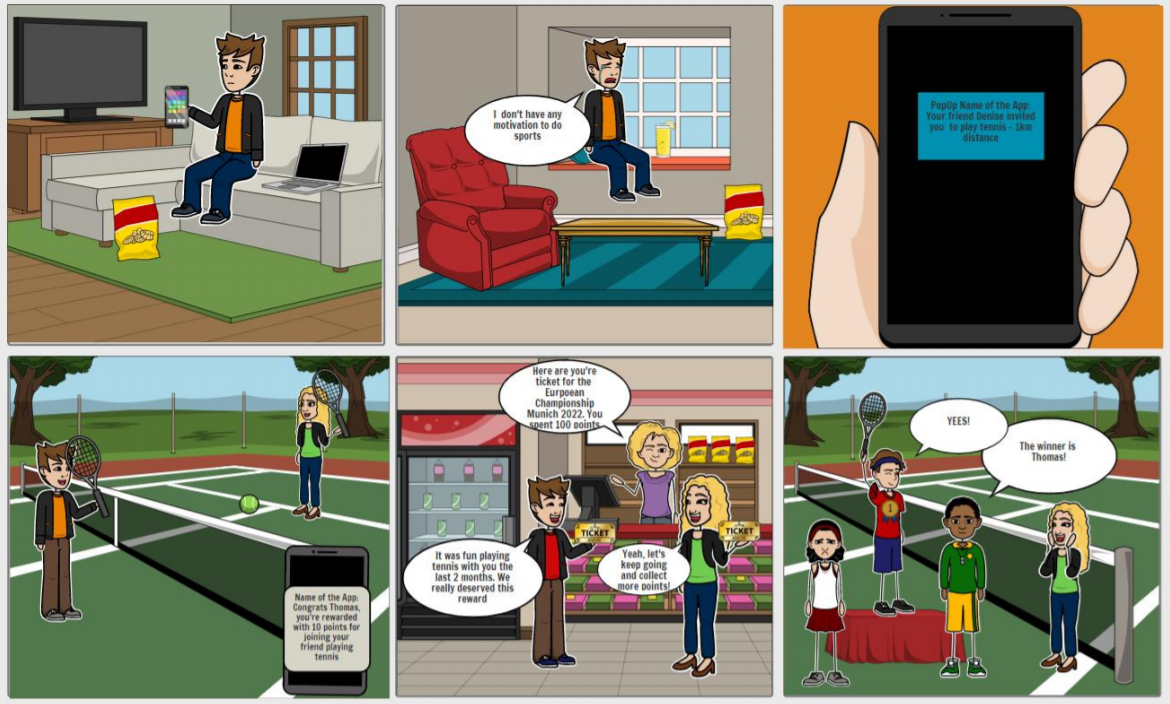 I don't have any
motivation to do
sports
PopUp Name of the App:
Your friend Denise invited
you to play tennis - 1km
distance
Name of the App:
Congrats Thomas,
you're rewarded
with 10 points for
joining your
friend playing
tennis
Here are you're
ticket for the
Eurpoean
Championship
Munich 2022. You
spent 100 points
TICKET
TICKET
It was fun playing
tennis with you the
last 2 months. We
really deserved this
reward
Yeah, let's
keep going
and collect
more points!
YEES!
The winner is
Thomas!
1